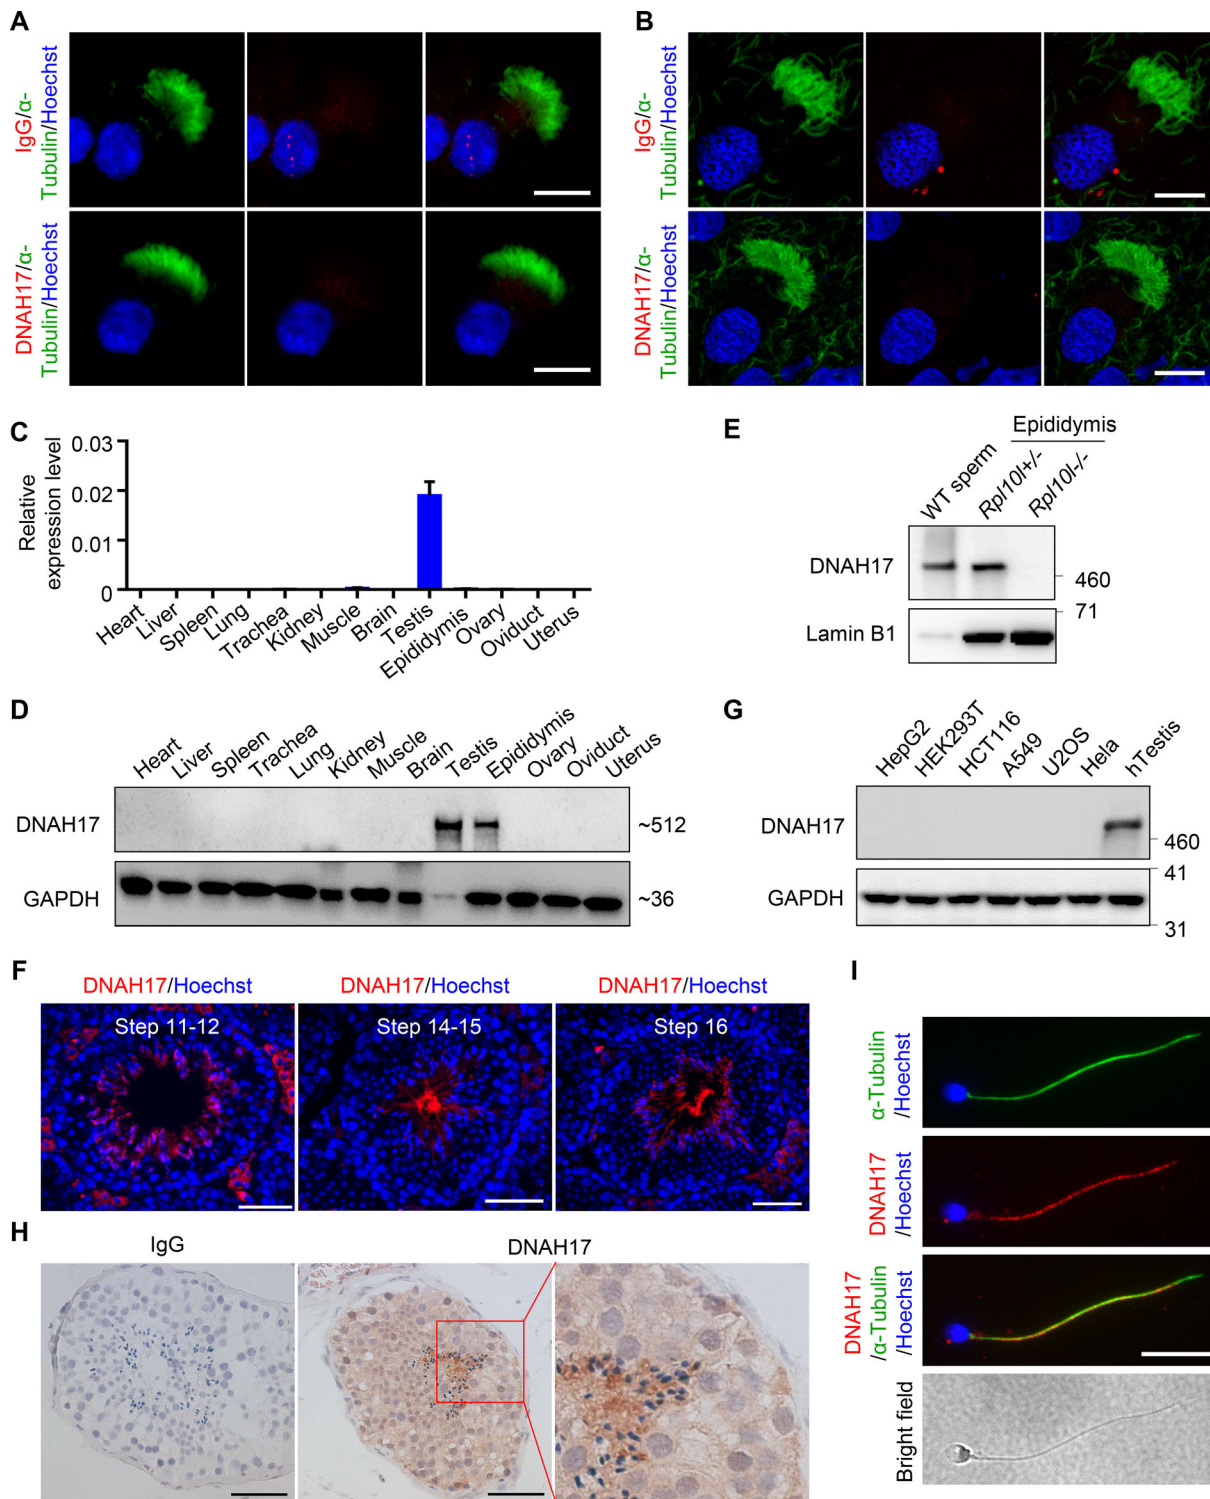 A
IgG/α-
Tubulin/Hoechst
DNAH17/α-
Tubulin/Hoechst
B
IgG/α-
Tubulin/Hoechst
DNAH17/α-
Tubulin/Hoechst
C
Relative
expression level
0.03
0.02
0.01
0
Heart
Liver
Spleen
Lung
Trachea
Kidney
Muscle
Brain
Testis
Epididymis
Ovary
Oviduct
Uterus
E
Epididymis
WT sperm
Rpl10l+/-
Rpl10l-/-
DNAH17
460
71
Lamin B1
D
Heart
Liver
Spleen
Trachea
Lung
Kidney
Muscle
Brain
Testis
Epididymis
Ovary
Oviduct
Uterus
DNAH17
~512
GAPDH
~36
G
HepG2
HEK293T
HCT116
A549
U2OS
Hela
hTestis
DNAH17
460
41
GAPDH
31
F
DNAH17/Hoechst
DNAH17/Hoechst
DNAH17/Hoechst
Step 11-12
Step 14-15
Step 16
H
IgG
DNAH17
I
α-Tubulin
/Hoechst
DNAH17
/Hoechst
DNAH17
/α-Tubulin
/Hoechst
Bright field